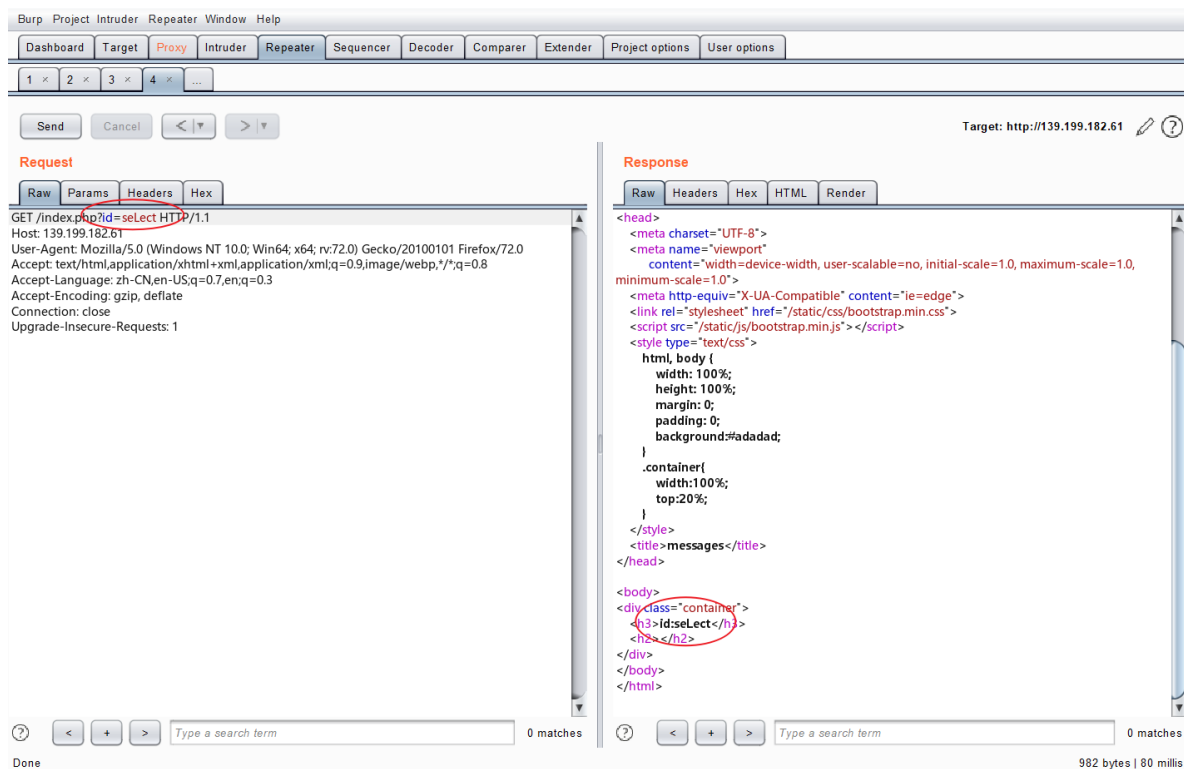 Burp Project Intruder Repeater Window Help
Dashboard Target Proxy Intruder Repeater Sequencer Decoder Comparer Extender Project options User options
1 × 2 × 3 × 4 × ...
Send Cancel < | ▼ > | ▼ Target: http://139.199.182.61 ?
Request
Raw Params Headers Hex
GET /index.php?id=seLect HTTP/1.1
Host: 139.199.182.61
User-Agent: Mozilla/5.0 (Windows NT 10.0; Win64; x64; rv:72.0) Gecko/20100101 Firefox/72.0
Accept: text/html,application/xhtml+xml,application/xml;q=0.9,image/webp,*/*;q=0.8
Accept-Language: zh-CN,en-US;q=0.7,en;q=0.3
Accept-Encoding: gzip, deflate
Connection: close
Upgrade-Insecure-Requests: 1
? < + > Type a search term 0 matches
Response
Raw Headers Hex HTML Render
<head>
<meta charset="UTF-8">
<meta name="viewport"
content="width=device-width, user-scalable=no, initial-scale=1.0, maximum-scale=1.0,
minimum-scale=1.0">
<meta http-equiv="X-UA-Compatible" content="ie=edge">
<link rel="stylesheet" href="/static/css/bootstrap.min.css">
<script src="/static/js/bootstrap.min.js"></script>
<style type="text/css">
html, body {
width: 100%;
height: 100%;
margin: 0;
padding: 0;
background:#adadad;
}
.container{
width:100%;
top:20%;
}
</style>
<title>messages</title>
</head>
<body>
<div class="container">
<h3>id:seLect</h3>
<h2></h2>
</div>
</body>
</html>
? < + > Type a search term 0 matches
Done 982 bytes | 80 millis